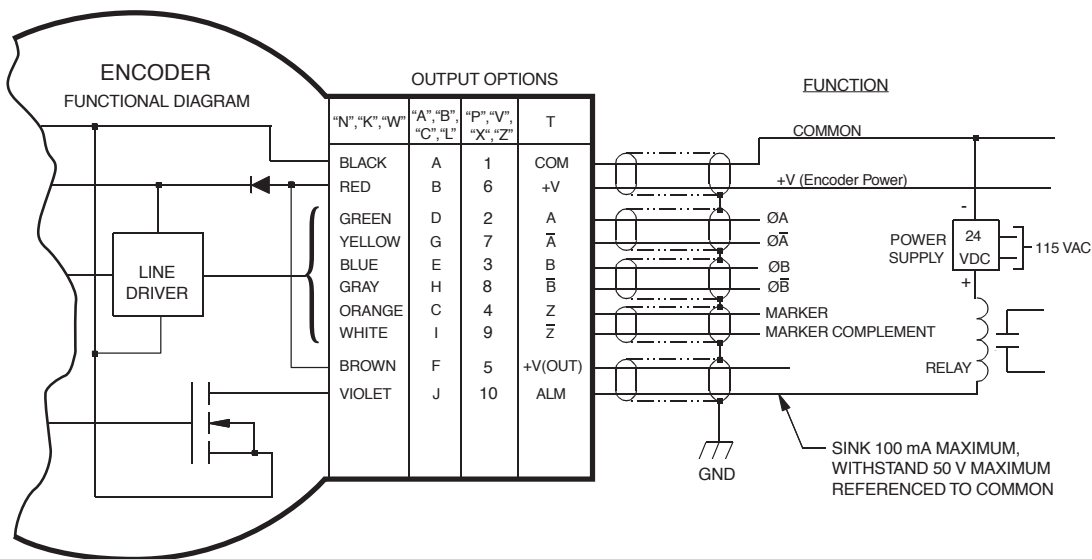 ENCODER
FUNCTIONAL DIAGRAM
LINE
DRIVER
OUTPUT OPTIONS
“N”,“K”,“W” “A”,“B”, “C”,“L” “P”,“V”, “X“,“Z” T
BLACK A 1 COM
RED B 6 +V
GREEN D 2 A
YELLOW G 7 A̅
BLUE E 3 B
GRAY H 8 B̅
ORANGE C 4 Z
WHITE I 9 Z̅
BROWN F 5 +V(OUT)
VIOLET J 10 ALM
FUNCTION
COMMON
+V (Encoder Power)
ØA
ØA̅
ØB
ØB̅
MARKER
MARKER COMPLEMENT
GND
-
POWER
SUPPLY
24
VDC
+
115 VAC
RELAY
SINK 100 mA MAXIMUM,
WITHSTAND 50 V MAXIMUM
REFERENCED TO COMMON